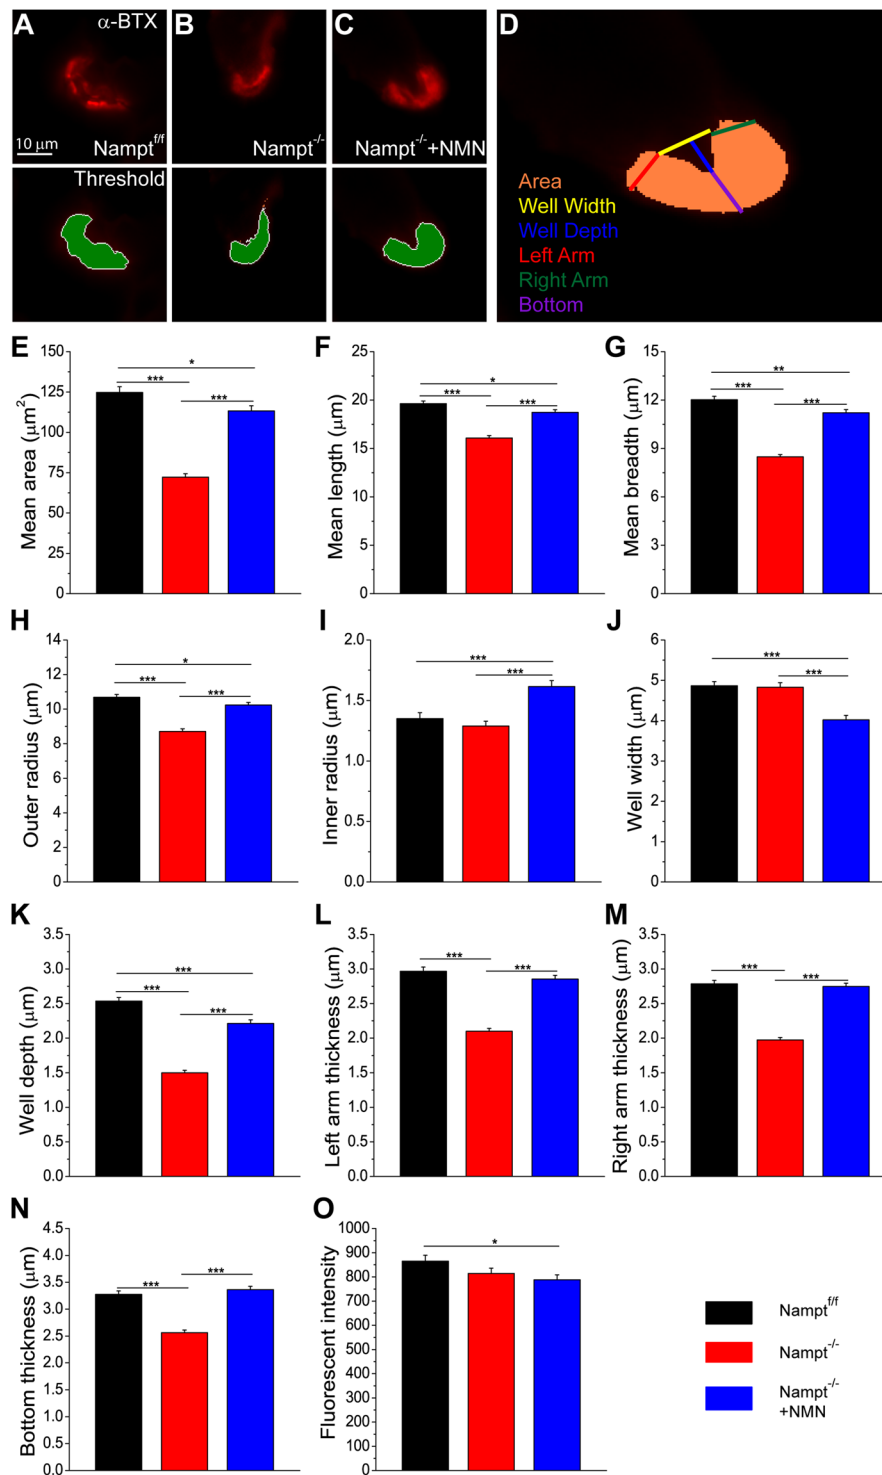 A
α-BTX
10 μm
Nampt^f/f
B
Nampt^-/-
C
Nampt^-/-+NMN
Threshold
D
Area
Well Width
Well Depth
Left Arm
Right Arm
Bottom
E
Mean area (μm²)
150
125
100
75
50
25
0
*
***
***
F
Mean length (μm)
25
20
15
10
5
0
*
***
***
G
Mean breadth (μm)
15
12
9
6
3
0
**
***
***
H
Outer radius (μm)
14
12
10
8
6
4
2
0
*
***
***
I
Inner radius (μm)
2.0
1.5
1.0
0.5
0.0
***
***
J
Well width (μm)
6
5
4
3
2
1
0
***
***
K
Well depth (μm)
3.5
3.0
2.5
2.0
1.5
1.0
0.5
0.0
***
***
***
L
Left arm thickness (μm)
3.5
3.0
2.5
2.0
1.5
1.0
0.5
0.0
***
***
M
Right arm thickness (μm)
3.5
3.0
2.5
2.0
1.5
1.0
0.5
0.0
***
***
N
Bottom thickness (μm)
4.5
4.0
3.5
3.0
2.5
2.0
1.5
1.0
0.5
0.0
***
***
O
Fluorescent intensity
1000
900
800
700
600
500
400
300
200
100
0
*
Nampt^f/f
Nampt^-/-
Nampt^-/-
+NMN